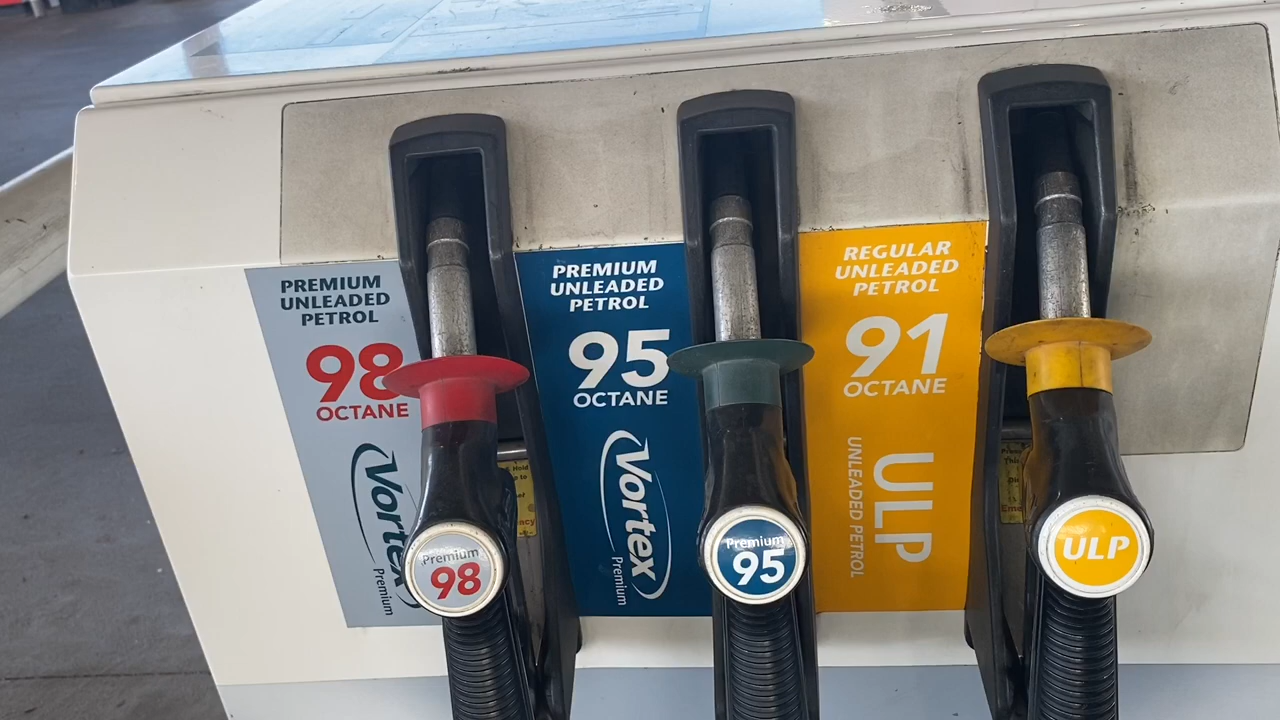 PREMIUM
UNLEADED
PETROL
98
OCTANE
Vortex
Premium
Premium
98
PREMIUM
UNLEADED
PETROL
95
OCTANE
Vortex
Premium
Premium
95
REGULAR
UNLEADED
PETROL
91
OCTANE
ULP
UNLEADED PETROL
ULP